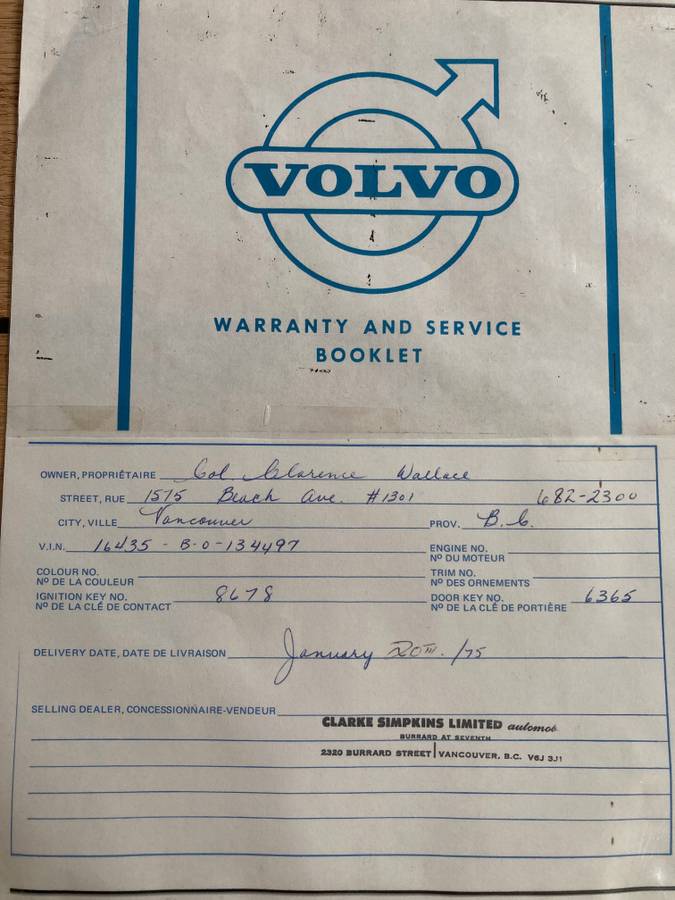 VOLVO
WARRANTY AND SERVICE
BOOKLET
OWNER, PROPRIÉTAIRE Col Clarence Wallace
STREET, RUE 1575 Beach Ave. #1301 682-2300
CITY, VILLE Vancouver PROV. B.C.
V.I.N. 16435 - B-O-134497 ENGINE NO.
Nº DU MOTEUR
COLOUR NO. TRIM NO.
Nº DE LA COULEUR Nº DES ORNEMENTS
IGNITION KEY NO. 8678 DOOR KEY NO. 6365
Nº DE LA CLÉ DE CONTACT Nº DE LA CLÉ DE PORTIÈRE
DELIVERY DATE, DATE DE LIVRAISON January 20TH. /75
SELLING DEALER, CONCESSIONNAIRE-VENDEUR
CLARKE SIMPKINS LIMITED automob
BURRARD AT SEVENTH
2320 BURRARD STREET VANCOUVER, B.C. V6J 3J1